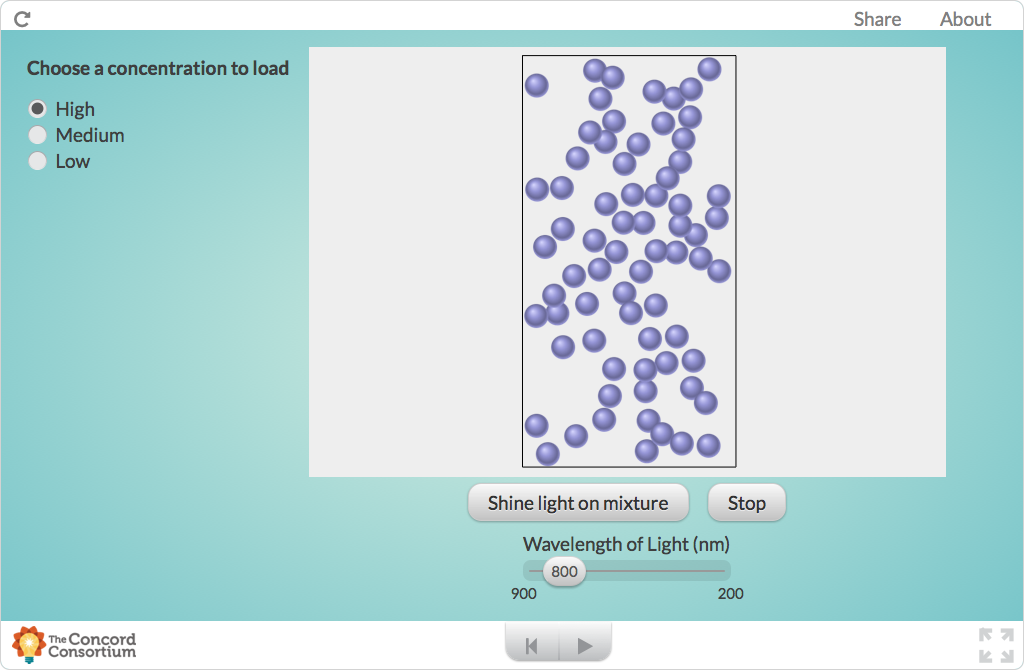 Share About
Choose a concentration to load
High
Medium
Low
Shine light on mixture Stop
Wavelength of Light (nm)
800
900 200
The Concord
Consortium